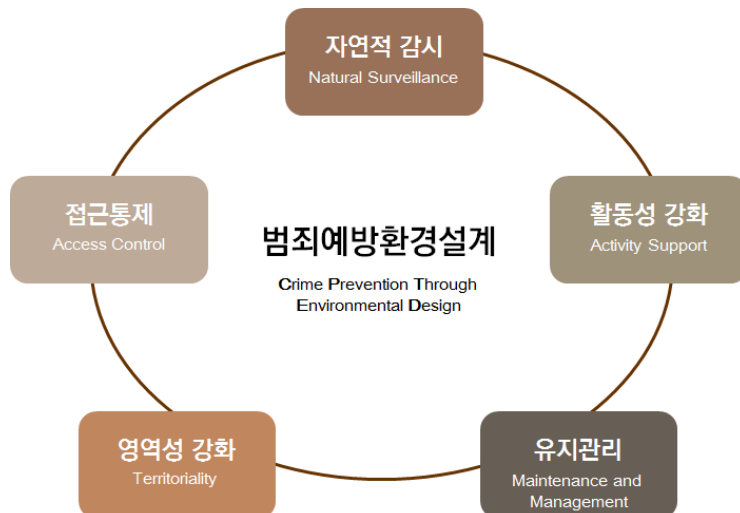 자연적 감시
Natural Surveillance
접근통제
Access Control
활동성 강화
Activity Support
범죄예방환경설계
Crime Prevention Through
Environmental Design
영역성 강화
Territoriality
유지관리
Maintenance and
Management